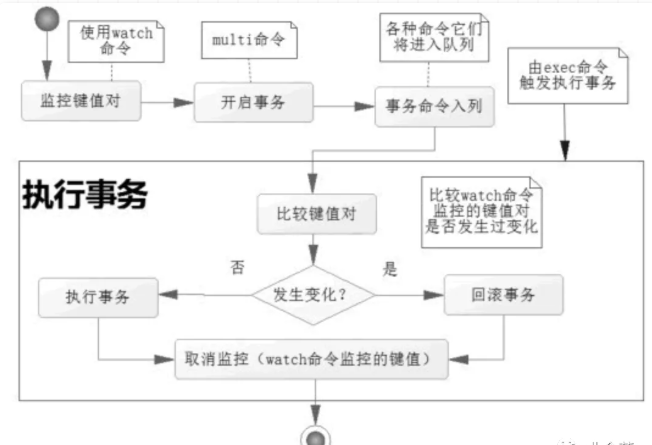 使用watch
命令
multi命令
各种命令它们
将进入队列
由exec命令
触发执行事务
监控键值对
开启事务
事务命令入列
执行事务
比较键值对
比较watch命令
监控的键值对
是否发生过变化
否
是
执行事务
发生变化?
回滚事务
取消监控(watch命令监控的键值)